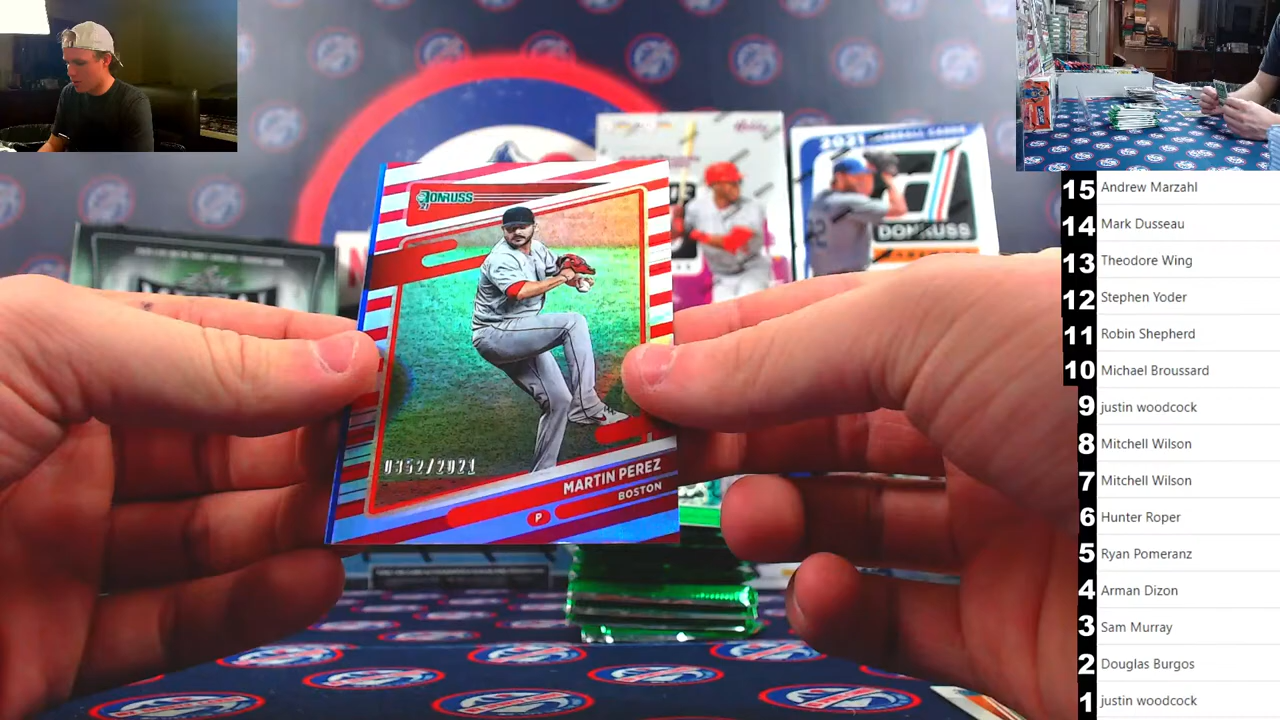 15 Andrew Marzahl
14 Mark Dusseau
13 Theodore Wing
12 Stephen Yoder
11 Robin Shepherd
10 Michael Broussard
9 justin woodcock
8 Mitchell Wilson
7 Mitchell Wilson
6 Hunter Roper
5 Ryan Pomeranz
4 Arman Dizon
3 Sam Murray
2 Douglas Burgos
1 justin woodcock
2021 BASEBALL CARDS
DONRUSS
DONRUSS
0352/2021
MARTIN PEREZ
BOSTON
P